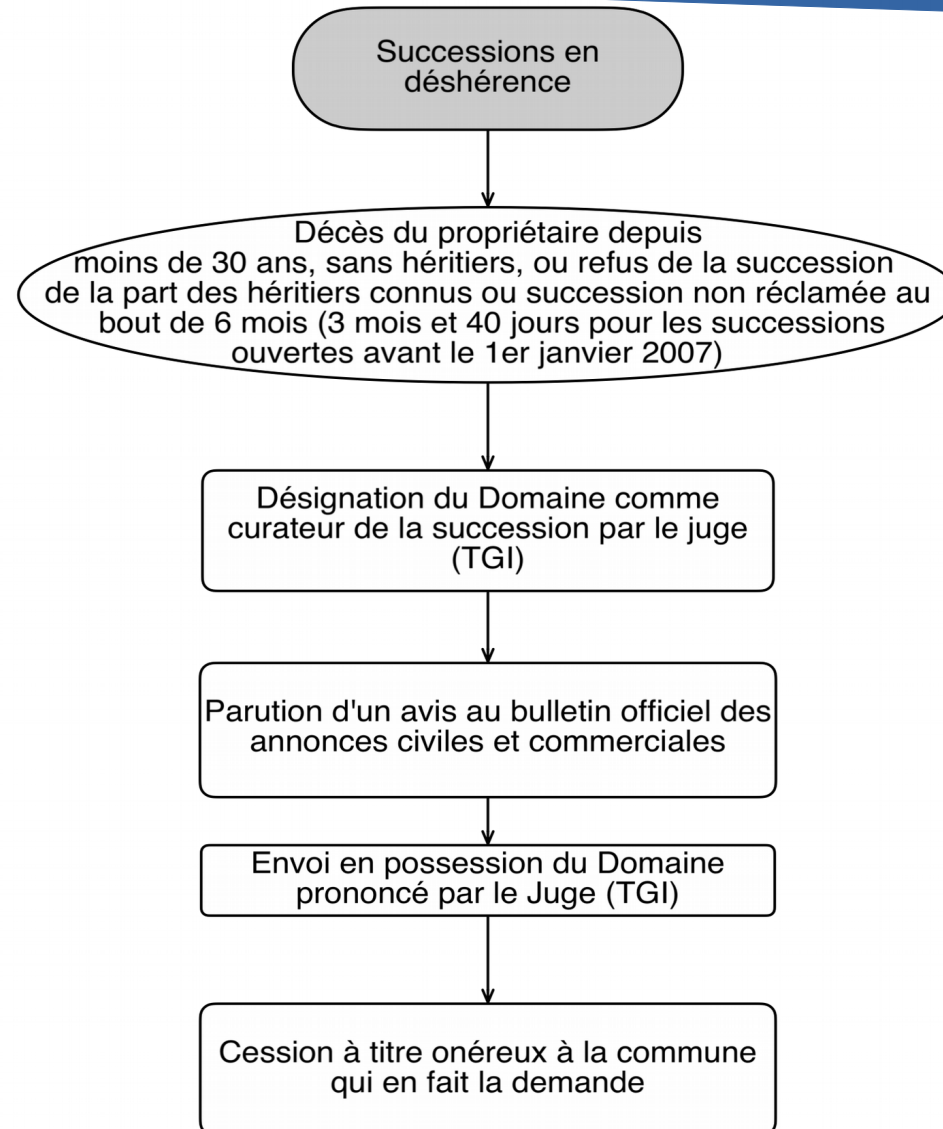 Successions en
déshérence
Décès du propriétaire depuis
moins de 30 ans, sans héritiers, ou refus de la succession
de la part des héritiers connus ou succession non réclamée au
bout de 6 mois (3 mois et 40 jours pour les successions
ouvertes avant le 1er janvier 2007)
Désignation du Domaine comme
curateur de la succession par le juge
(TGI)
Parution d'un avis au bulletin officiel des
annonces civiles et commerciales
Envoi en possession du Domaine
prononcé par le Juge (TGI)
Cession à titre onéreux à la commune
qui en fait la demande